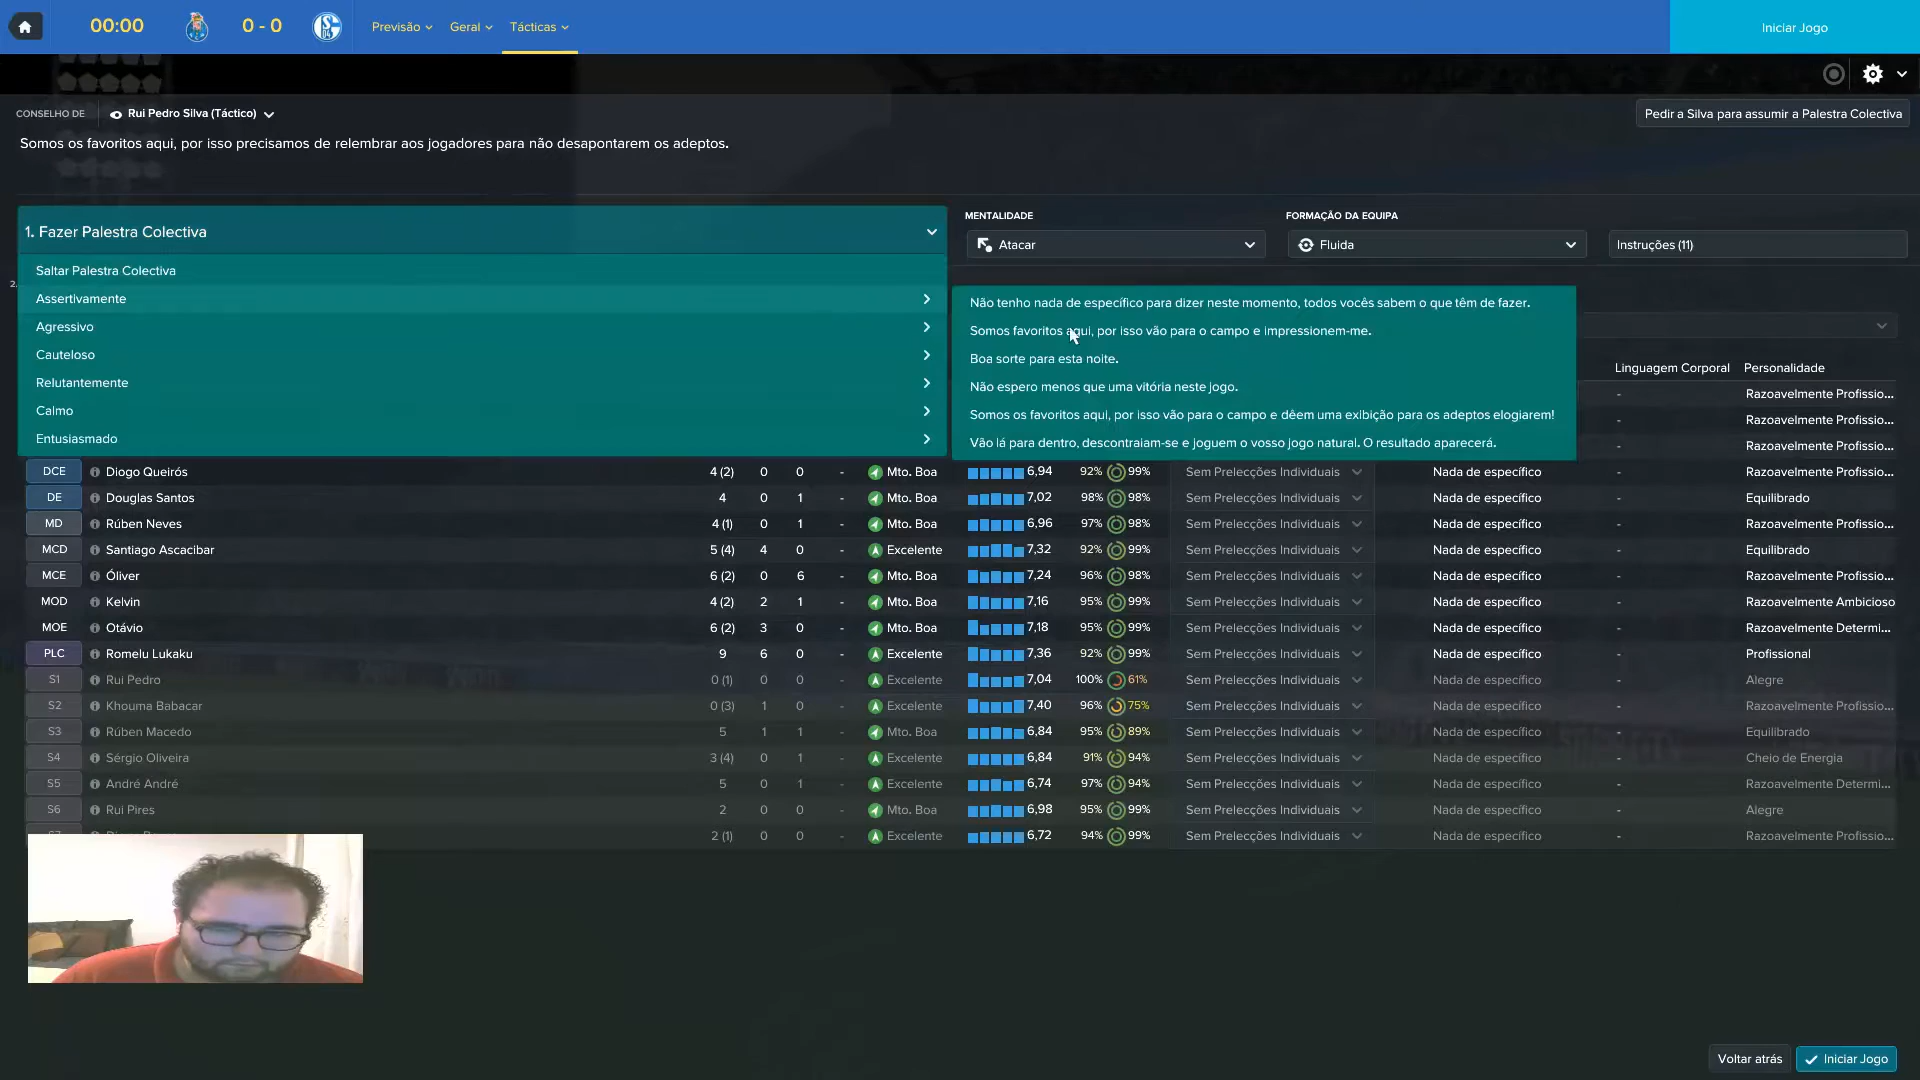 00:00 0 - 0 Previsão Geral Tácticas Iniciar Jogo
CONSELHO DE Rui Pedro Silva (Táctico) Pedir a Silva para assumir a Palestra Colectiva
Somos os favoritos aqui, por isso precisamos de relembrar aos jogadores para não desapontarem os adeptos.
MENTALIDADE FORMAÇÃO DA EQUIPA
1. Fazer Palestra Colectiva Atacar Fluida Instruções (11)
Saltar Palestra Colectiva
2.
Assertivamente
Agressivo
Cauteloso
Relutantemente
Calmo
Entusiasmado
Não tenho nada de específico para dizer neste momento, todos vocês sabem o que têm de fazer.
Somos favoritos aqui, por isso vão para o campo e impressionem-me.
Boa sorte para esta noite.
Não espero menos que uma vitória neste jogo.
Somos os favoritos aqui, por isso vão para o campo e dêem uma exibição para os adeptos elogiarem!
Vão lá para dentro, descontraiam-se e joguem o vosso jogo natural. O resultado aparecerá.
Linguagem Corporal Personalidade
- Razoavelmente Profissio...
- Razoavelmente Profissio...
- Razoavelmente Profissio...
DCE Diogo Queirós 4 (2) 0 0 - Mto. Boa 6,94 92% 99% Sem Prelecções Individuais Nada de específico - Razoavelmente Profissio...
DE Douglas Santos 4 0 1 - Mto. Boa 7,02 98% 98% Sem Prelecções Individuais Nada de específico - Equilibrado
MD Rúben Neves 4 (1) 0 1 - Mto. Boa 6,96 97% 98% Sem Prelecções Individuais Nada de específico - Razoavelmente Profissio...
MCD Santiago Ascacibar 5 (4) 4 0 - Excelente 7,32 92% 99% Sem Prelecções Individuais Nada de específico - Equilibrado
MCE Óliver 6 (2) 0 6 - Mto. Boa 7,24 96% 98% Sem Prelecções Individuais Nada de específico - Razoavelmente Profissio...
MOD Kelvin 4 (2) 2 1 - Mto. Boa 7,16 95% 99% Sem Prelecções Individuais Nada de específico - Razoavelmente Ambicioso
MOE Otávio 6 (2) 3 0 - Mto. Boa 7,18 95% 99% Sem Prelecções Individuais Nada de específico - Razoavelmente Determi...
PLC Romelu Lukaku 9 6 0 - Excelente 7,36 92% 99% Sem Prelecções Individuais Nada de específico - Profissional
S1 Rui Pedro 0 (1) 0 0 - Excelente 7,04 100% 61% Sem Prelecções Individuais Nada de específico - Alegre
S2 Khouma Babacar 0 (3) 1 0 - Excelente 7,40 96% 75% Sem Prelecções Individuais Nada de específico - Razoavelmente Profissio...
S3 Rúben Macedo 5 1 1 - Mto. Boa 6,84 95% 89% Sem Prelecções Individuais Nada de específico - Equilibrado
S4 Sérgio Oliveira 3 (4) 0 1 - Excelente 6,84 91% 94% Sem Prelecções Individuais Nada de específico - Cheio de Energia
S5 André André 5 0 1 - Excelente 6,74 97% 94% Sem Prelecções Individuais Nada de específico - Razoavelmente Determi...
S6 Rui Pires 2 0 0 - Mto. Boa 6,98 95% 99% Sem Prelecções Individuais Nada de específico - Alegre
2 (1) 0 0 - Excelente 6,72 94% 99% Sem Prelecções Individuais Nada de específico - Razoavelmente Profissio...
Voltar atrás Iniciar Jogo